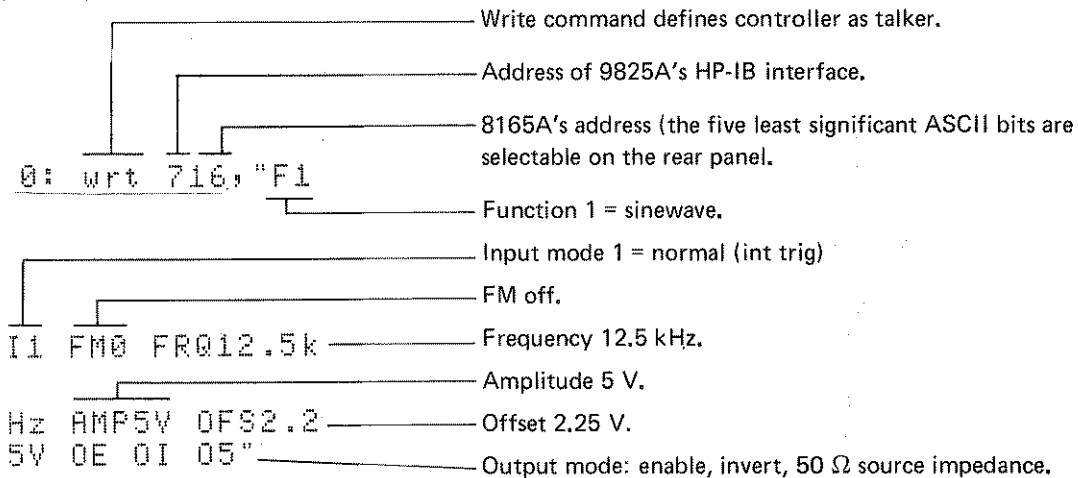 Write command defines controller as talker.
Address of 9825A's HP-IB interface.
8165A's address (the five least significant ASCII bits are
selectable on the rear panel.
0: wrt 716,"F1
Function 1 = sinewave.
Input mode 1 = normal (int trig)
FM off.
I1 FM0 FRQ12.5k
Frequency 12.5 kHz.
Amplitude 5 V.
Hz AMP5V OFS2.2
Offset 2.25 V.
5V OE OI O5"
Output mode: enable, invert, 50 Ω source impedance.